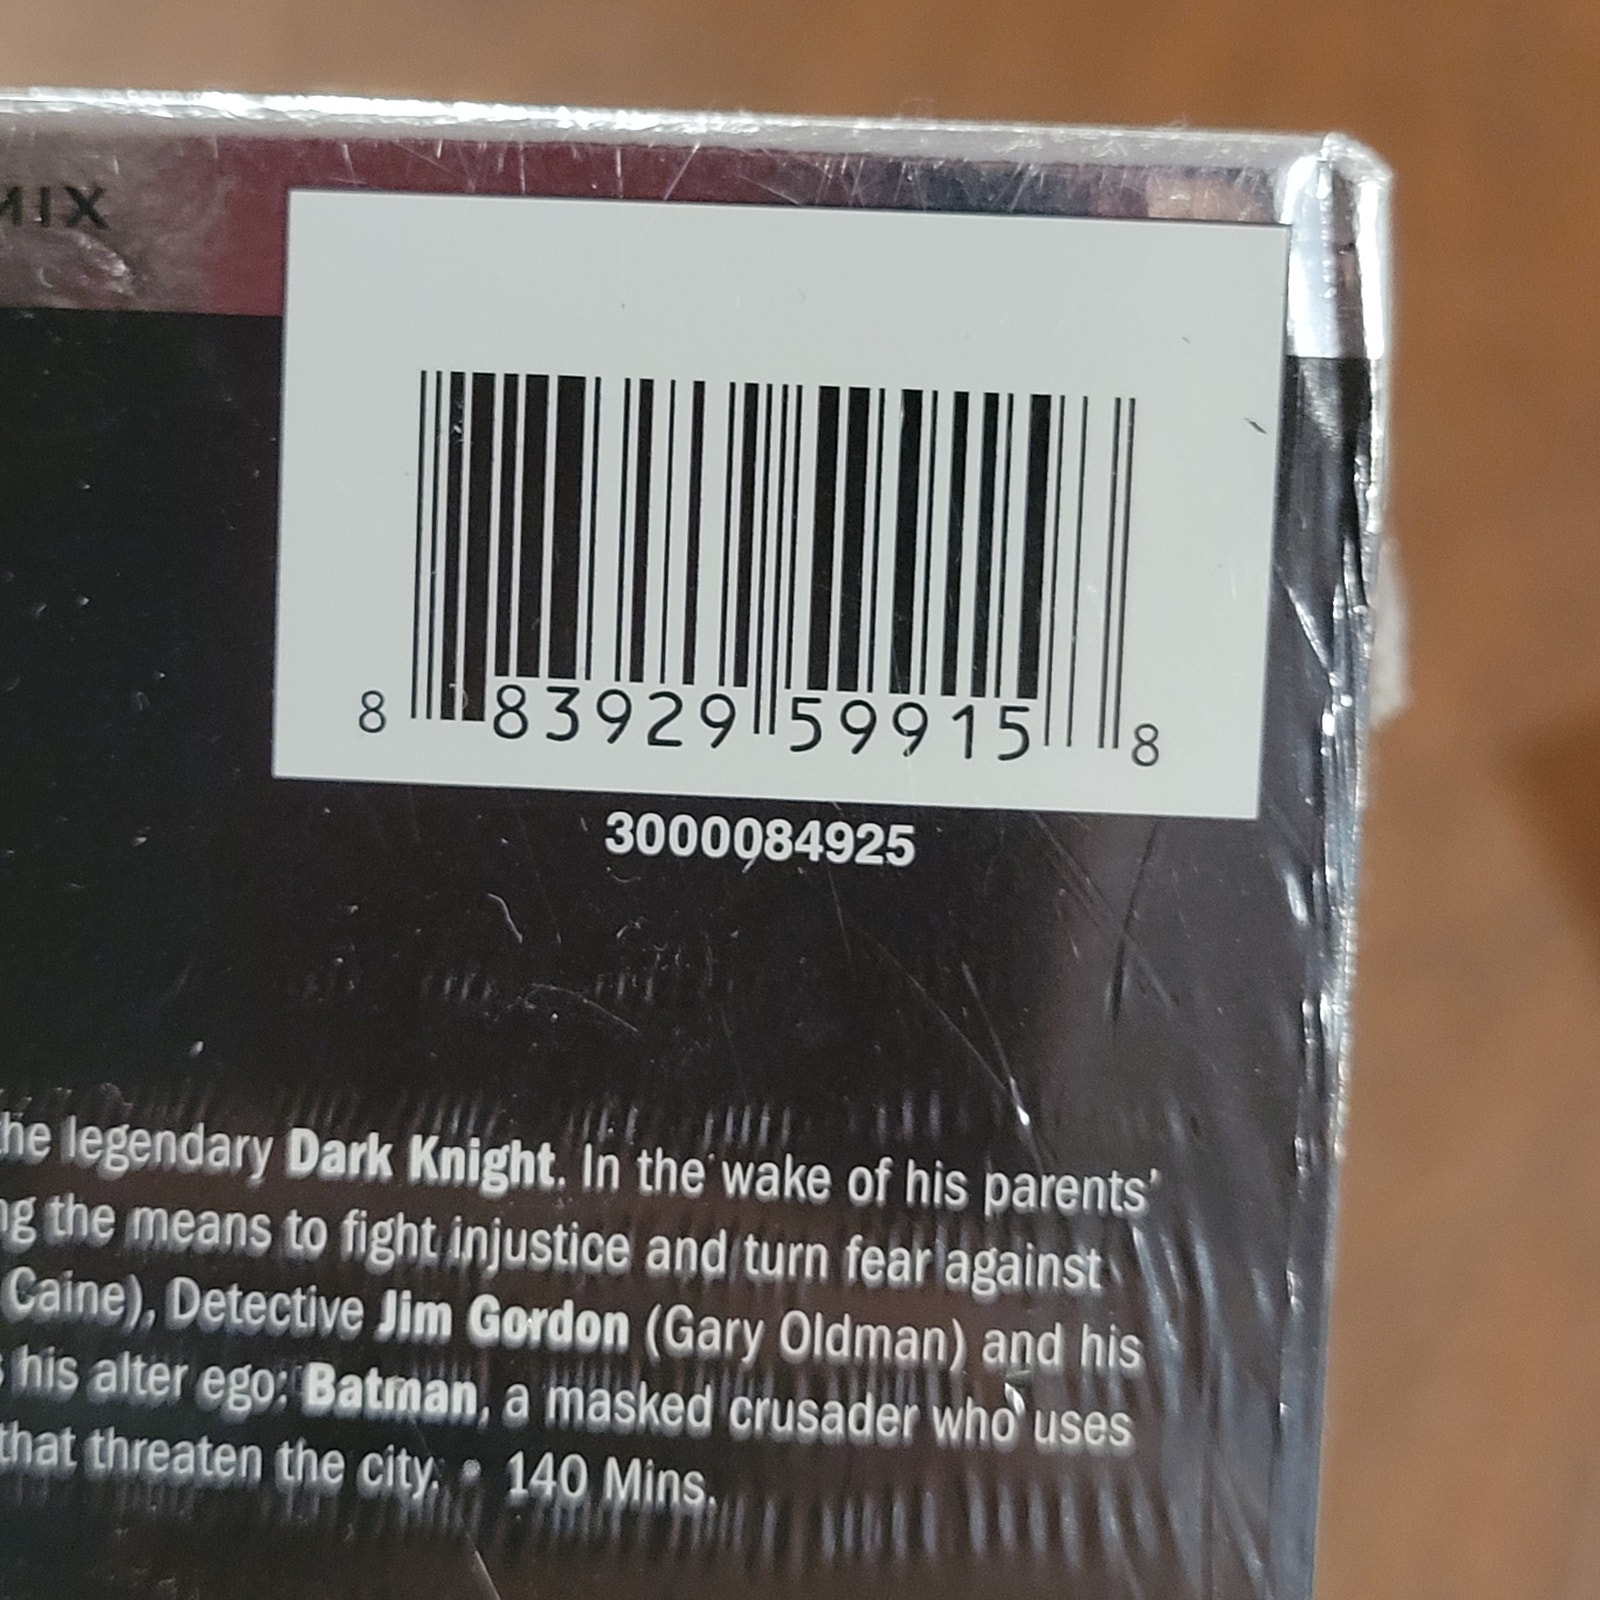 MIX
8 83929 59915 8
3000084925
the legendary Dark Knight. In the wake of his parents'
the means to fight injustice and turn fear against
Caine), Detective Jim Gordon (Gary Oldman) and his
his alter ego: Batman, a masked crusader who uses
that threaten the city. • 140 Mins.